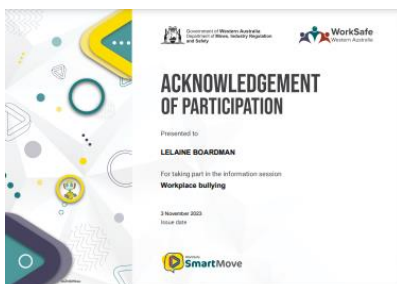 Government of Western Australia
Department of Mines, Industry Regulation
and Safety
WorkSafe
Western Australia
ACKNOWLEDGEMENT
OF PARTICIPATION
Presented to
LELAINE BOARDMAN
For taking part in the information session
Workplace bullying
3 November 2023
Issue date
SmartMove